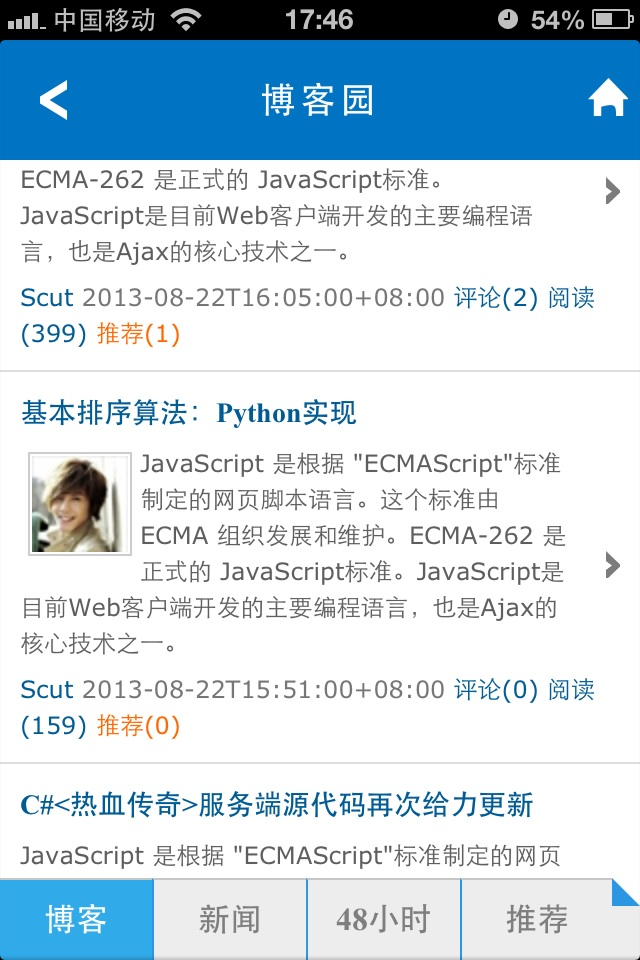 中国移动 17:46 54%
博客园
ECMA-262 是正式的 JavaScript标准。
JavaScript是目前Web客户端开发的主要编程语
言，也是Ajax的核心技术之一。
Scut 2013-08-22T16:05:00+08:00 评论(2) 阅读
(399) 推荐(1)
基本排序算法：Python实现
JavaScript 是根据 "ECMAScript"标准
制定的网页脚本语言。这个标准由
ECMA 组织发展和维护。ECMA-262 是
正式的 JavaScript标准。JavaScript是
目前Web客户端开发的主要编程语言，也是Ajax的
核心技术之一。
Scut 2013-08-22T15:51:00+08:00 评论(0) 阅读
(159) 推荐(0)
C#<热血传奇>服务端源代码再次给力更新
JavaScript 是根据 "ECMAScript"标准制定的网页
博客 新闻 48小时 推荐